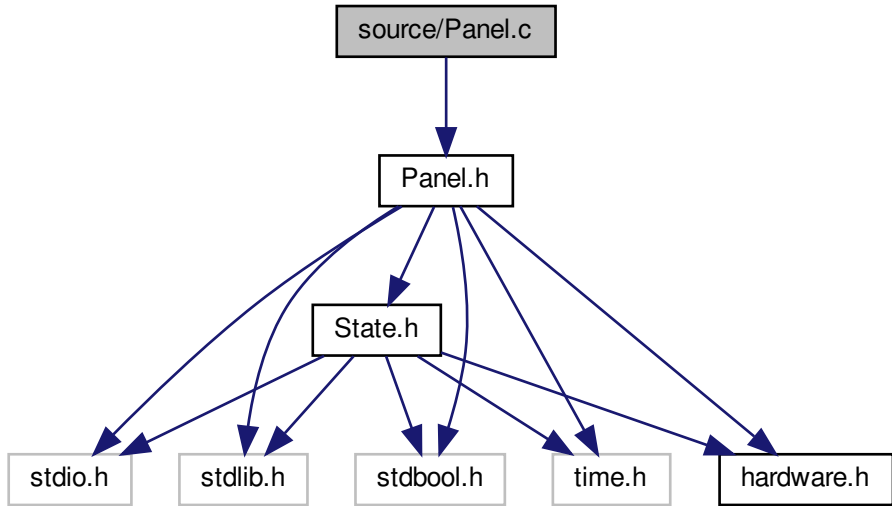 source/Panel.c
Panel.h
State.h
stdio.h
stdlib.h
stdbool.h
time.h
hardware.h